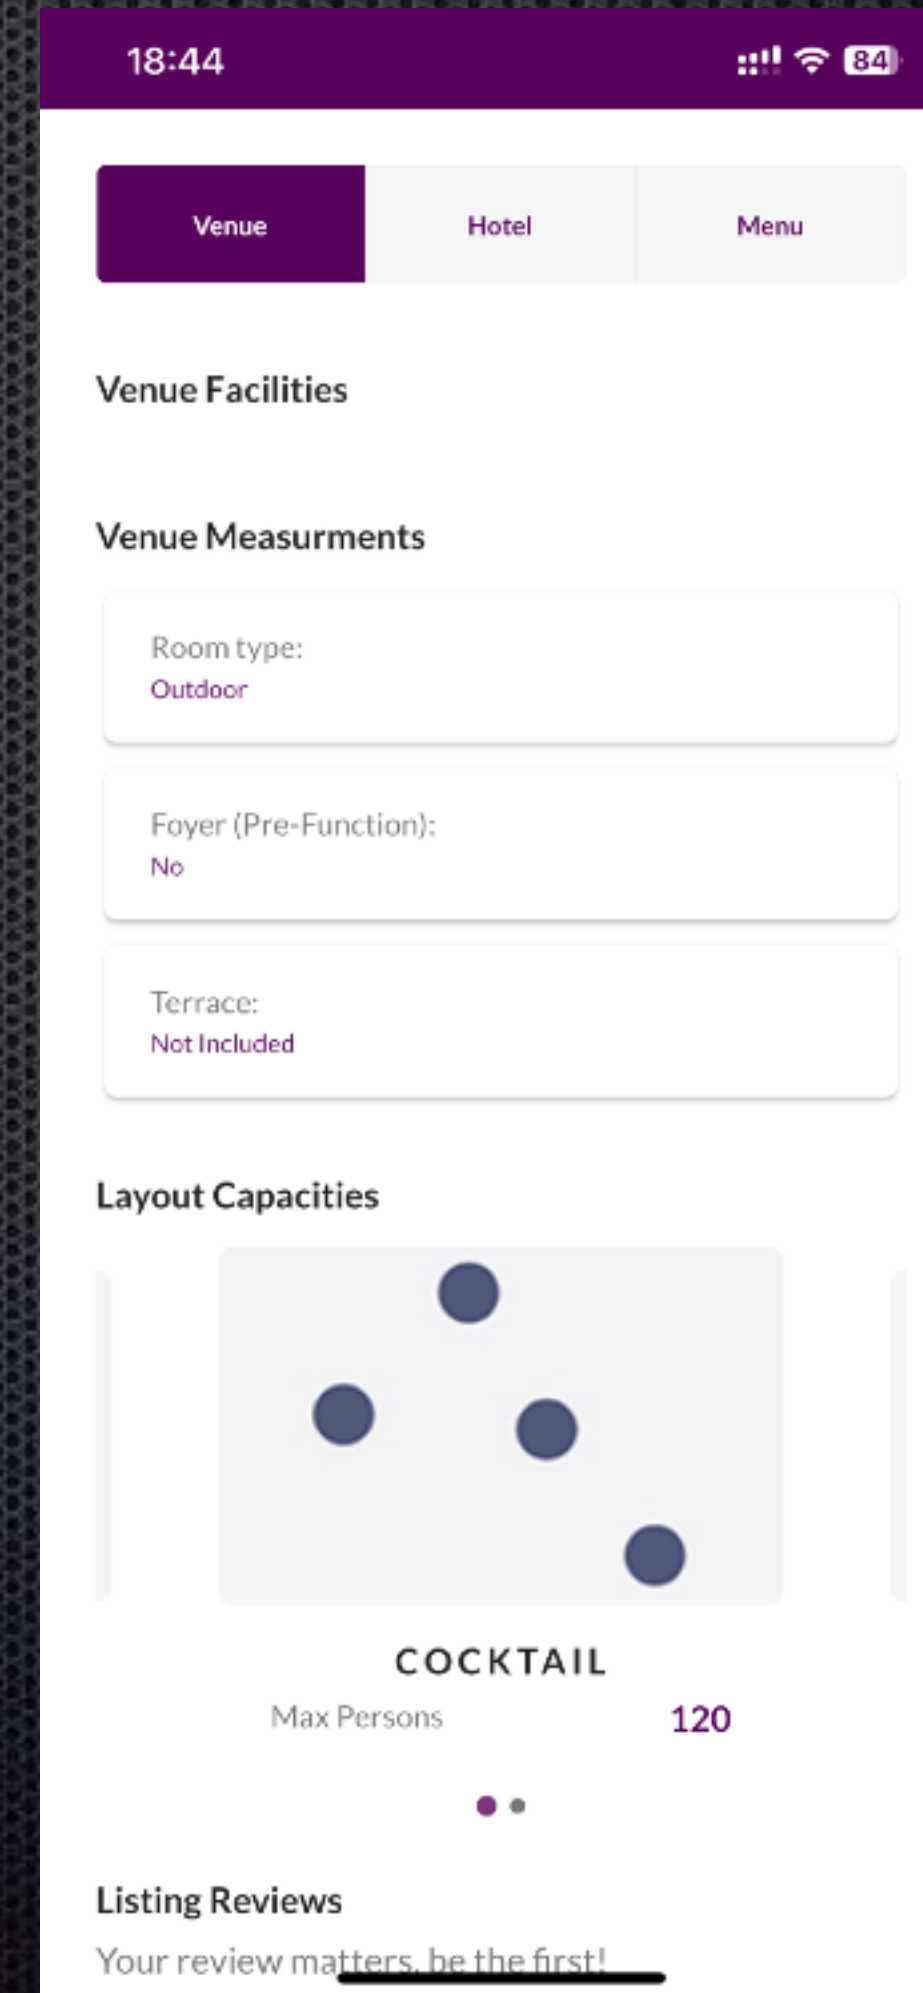 18:44
84
Venue
Hotel
Menu
Venue Facilities
Venue Measurments
Room type:
Outdoor
Foyer (Pre-Function):
No
Terrace:
Not Included
Layout Capacities
COCKTAIL
Max Persons 120
Listing Reviews
Your review matters, be the first!